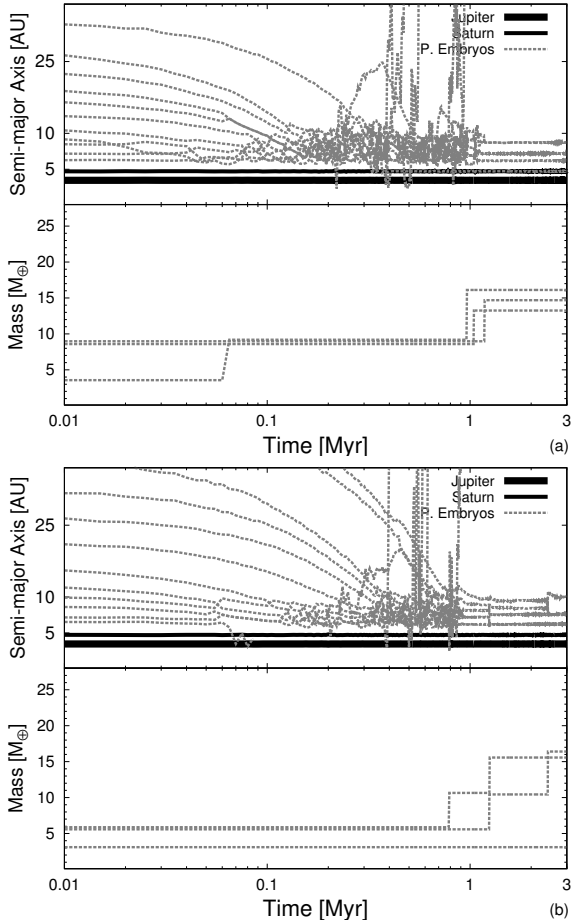 Semi-major Axis [AU]
25
10
5
Jupiter
Saturn
P. Embryos
Mass [M⊕]
25
20
15
10
5
0.01
0.1
1
3
Time [Myr]
(a)
Semi-major Axis [AU]
25
10
5
Jupiter
Saturn
P. Embryos
Mass [M⊕]
25
20
15
10
5
0
0.01
0.1
1
3
Time [Myr]
(b)